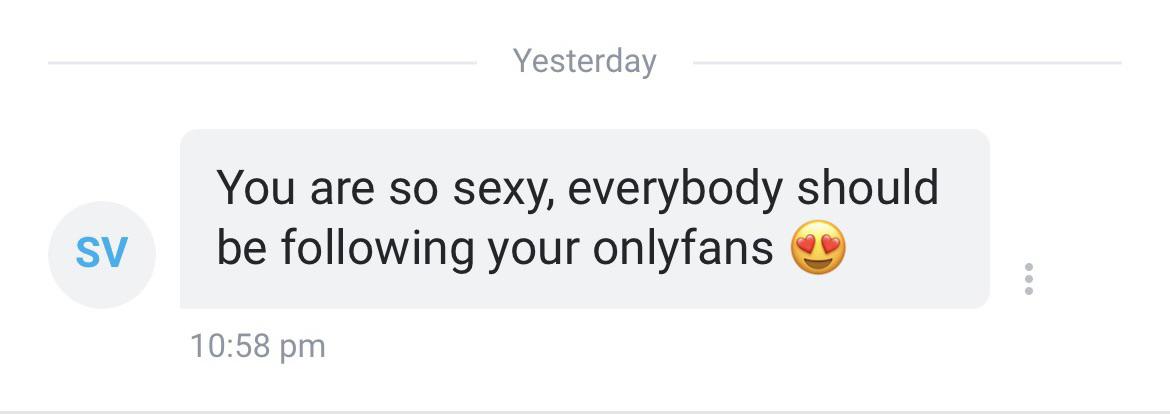 Yesterday
You are so sexy, everybody should
be following your onlyfans 😍
SV
10:58 pm